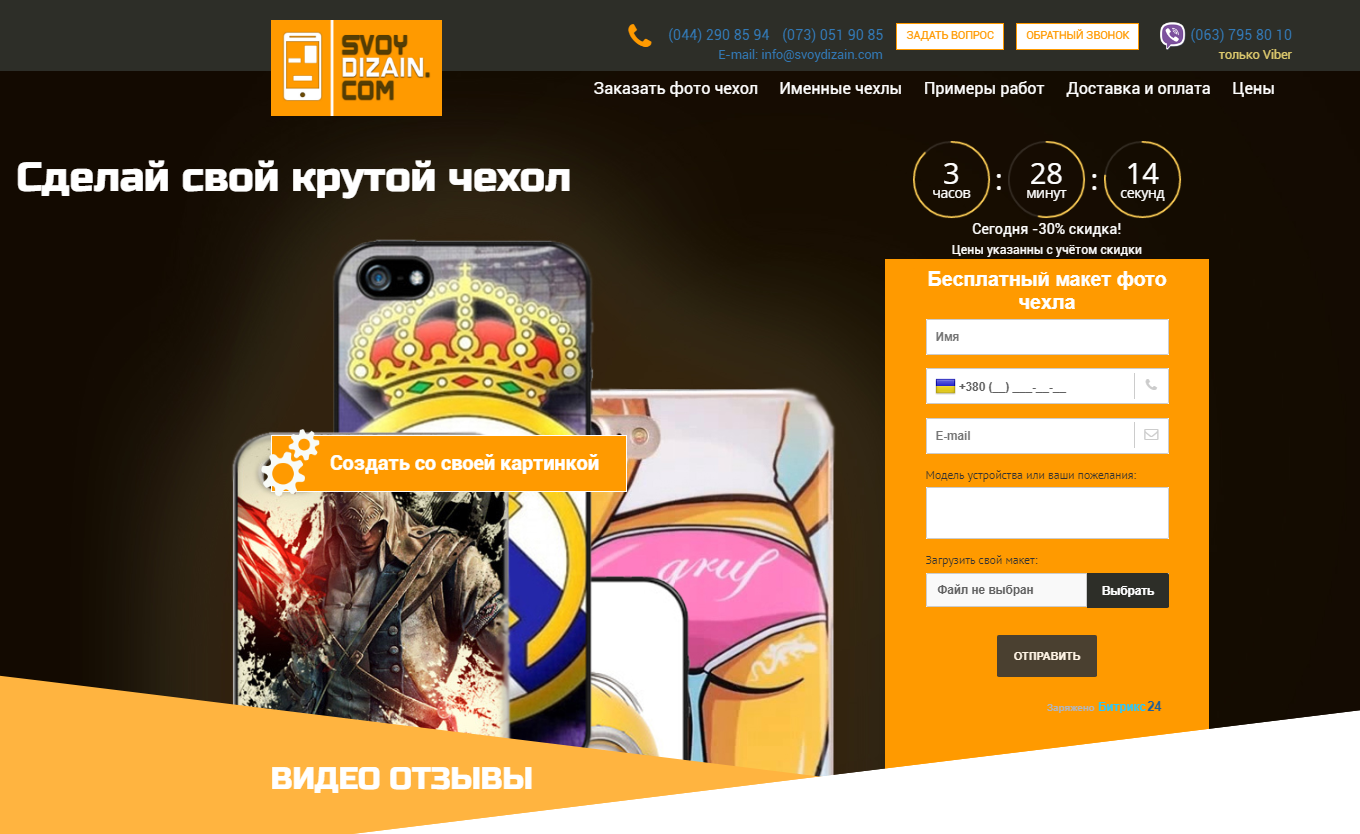 SVOY
DIZAIN.
COM
(044) 290 85 94 (073) 051 90 85
E-mail: info@svoydizain.com
ЗАДАТЬ ВОПРОС
ОБРАТНЫЙ ЗВОНОК
(063) 795 80 10
только Viber
Заказать фото чехол Именные чехлы Примеры работ Доставка и оплата Цены
Сделай свой крутой чехол
3 : 28 : 14
часов минут секунд
Сегодня -30% скидка!
Цены указанны с учётом скидки
Бесплатный макет фото
чехла
Имя
+380 (__) ___-__-__
E-mail
Модель устройства или ваши пожелания:
Загрузить свой макет:
Файл не выбран Выбрать
ОТПРАВИТЬ
Заряжено Битрикс24
Создать со своей картинкой
ВИДЕО ОТЗЫВЫ